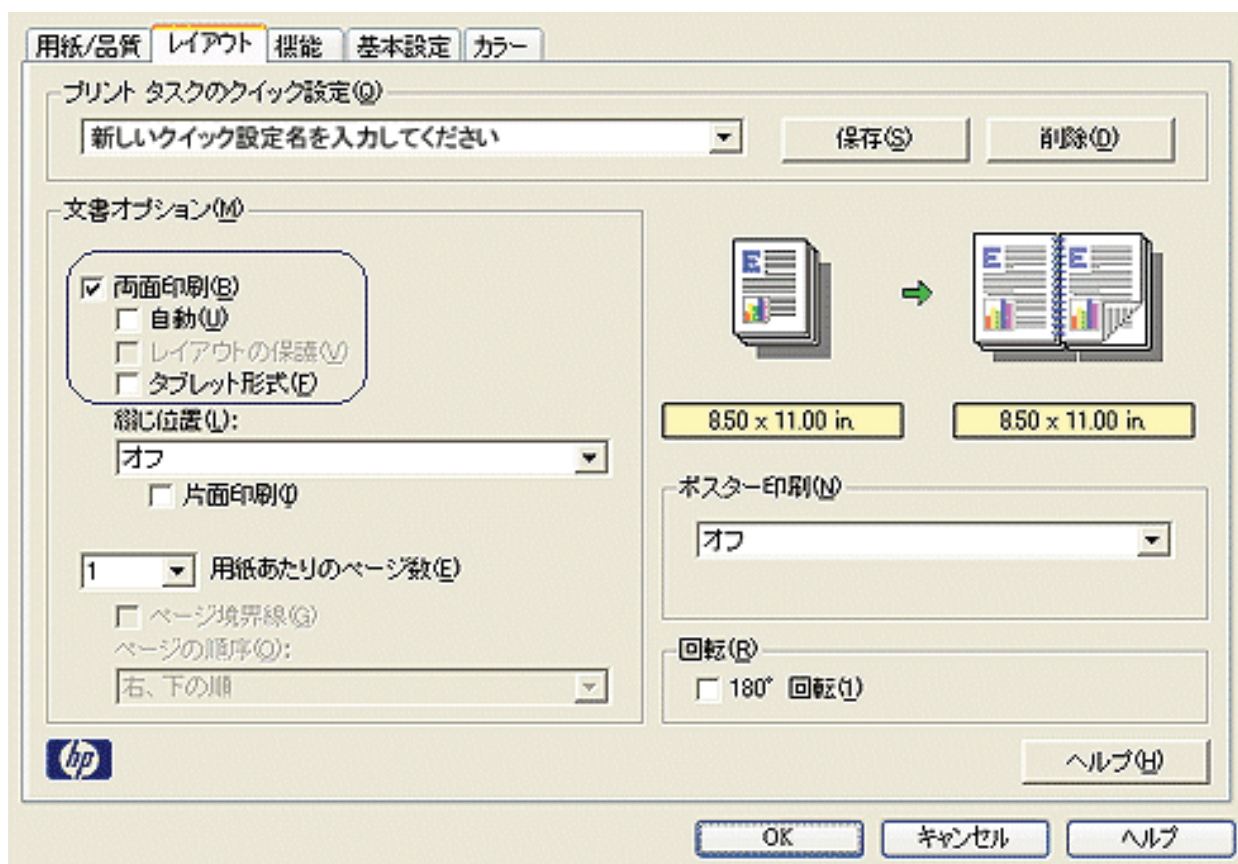 用紙/品質 レイアウト 機能 基本設定 カラー
プリント タスクのクイック設定(Q)
新しいクイック設定名を入力してください 保存(S) 削除(D)
文書オプション(M)
両面印刷(B)
自動(U)
レイアウトの保護(V)
タブレット形式(F)
綴じ位置(L):
オフ
片面印刷(I)
1 用紙あたりのページ数(E)
ページ境界線(G)
ページの順序(O):
右、下の順
E E E
8.50 x 11.00 in. 8.50 x 11.00 in.
ポスター印刷(N)
オフ
回転(R)
180° 回転(1)
hp
ヘルプ(H)
OK キャンセル ヘルプ